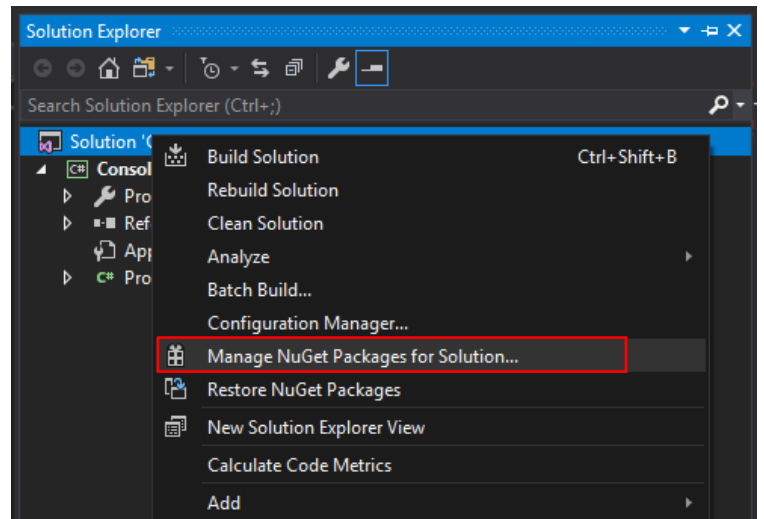 Solution Explorer
Search Solution Explorer (Ctrl+;)
Solution '
C# Consol
Pro
Ref
App
C# Pro
Build Solution Ctrl+Shift+B
Rebuild Solution
Clean Solution
Analyze
Batch Build...
Configuration Manager...
Manage NuGet Packages for Solution...
Restore NuGet Packages
New Solution Explorer View
Calculate Code Metrics
Add